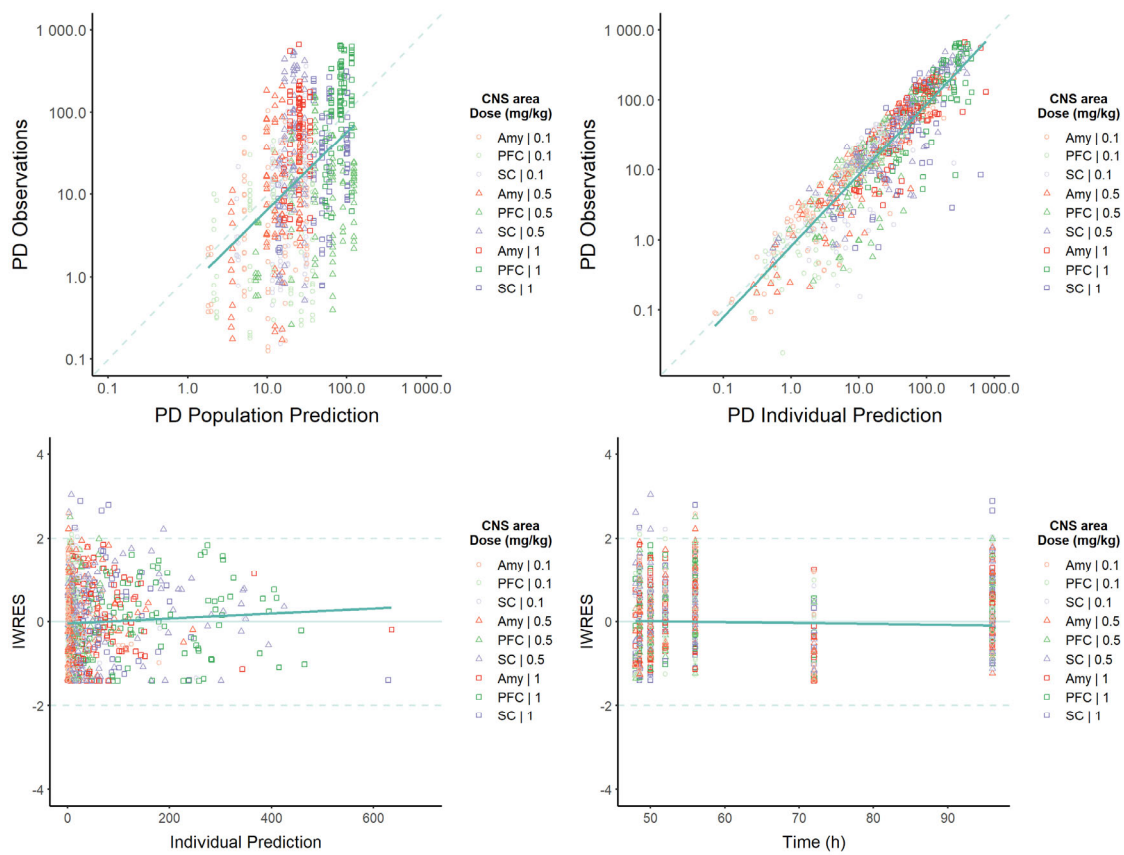 1 000.0
100.0
10.0
1.0
0.1
PD Observations
0.1
1.0
10.0
100.0
1 000.0
PD Population Prediction
CNS area
Dose (mg/kg)
Amy | 0.1
PFC | 0.1
SC | 0.1
Amy | 0.5
PFC | 0.5
SC | 0.5
Amy | 1
PFC | 1
SC | 1
1 000.0
100.0
10.0
1.0
0.1
PD Observations
0.1
1.0
10.0
100.0
1 000.0
PD Individual Prediction
CNS area
Dose (mg/kg)
Amy | 0.1
PFC | 0.1
SC | 0.1
Amy | 0.5
PFC | 0.5
SC | 0.5
Amy | 1
PFC | 1
SC | 1
4
2
0
-2
-4
IWRES
0
200
400
600
Individual Prediction
CNS area
Dose (mg/kg)
Amy | 0.1
PFC | 0.1
SC | 0.1
Amy | 0.5
PFC | 0.5
SC | 0.5
Amy | 1
PFC | 1
SC | 1
4
2
0
-2
-4
IWRES
50
60
70
80
90
Time (h)
CNS area
Dose (mg/kg)
Amy | 0.1
PFC | 0.1
SC | 0.1
Amy | 0.5
PFC | 0.5
SC | 0.5
Amy | 1
PFC | 1
SC | 1